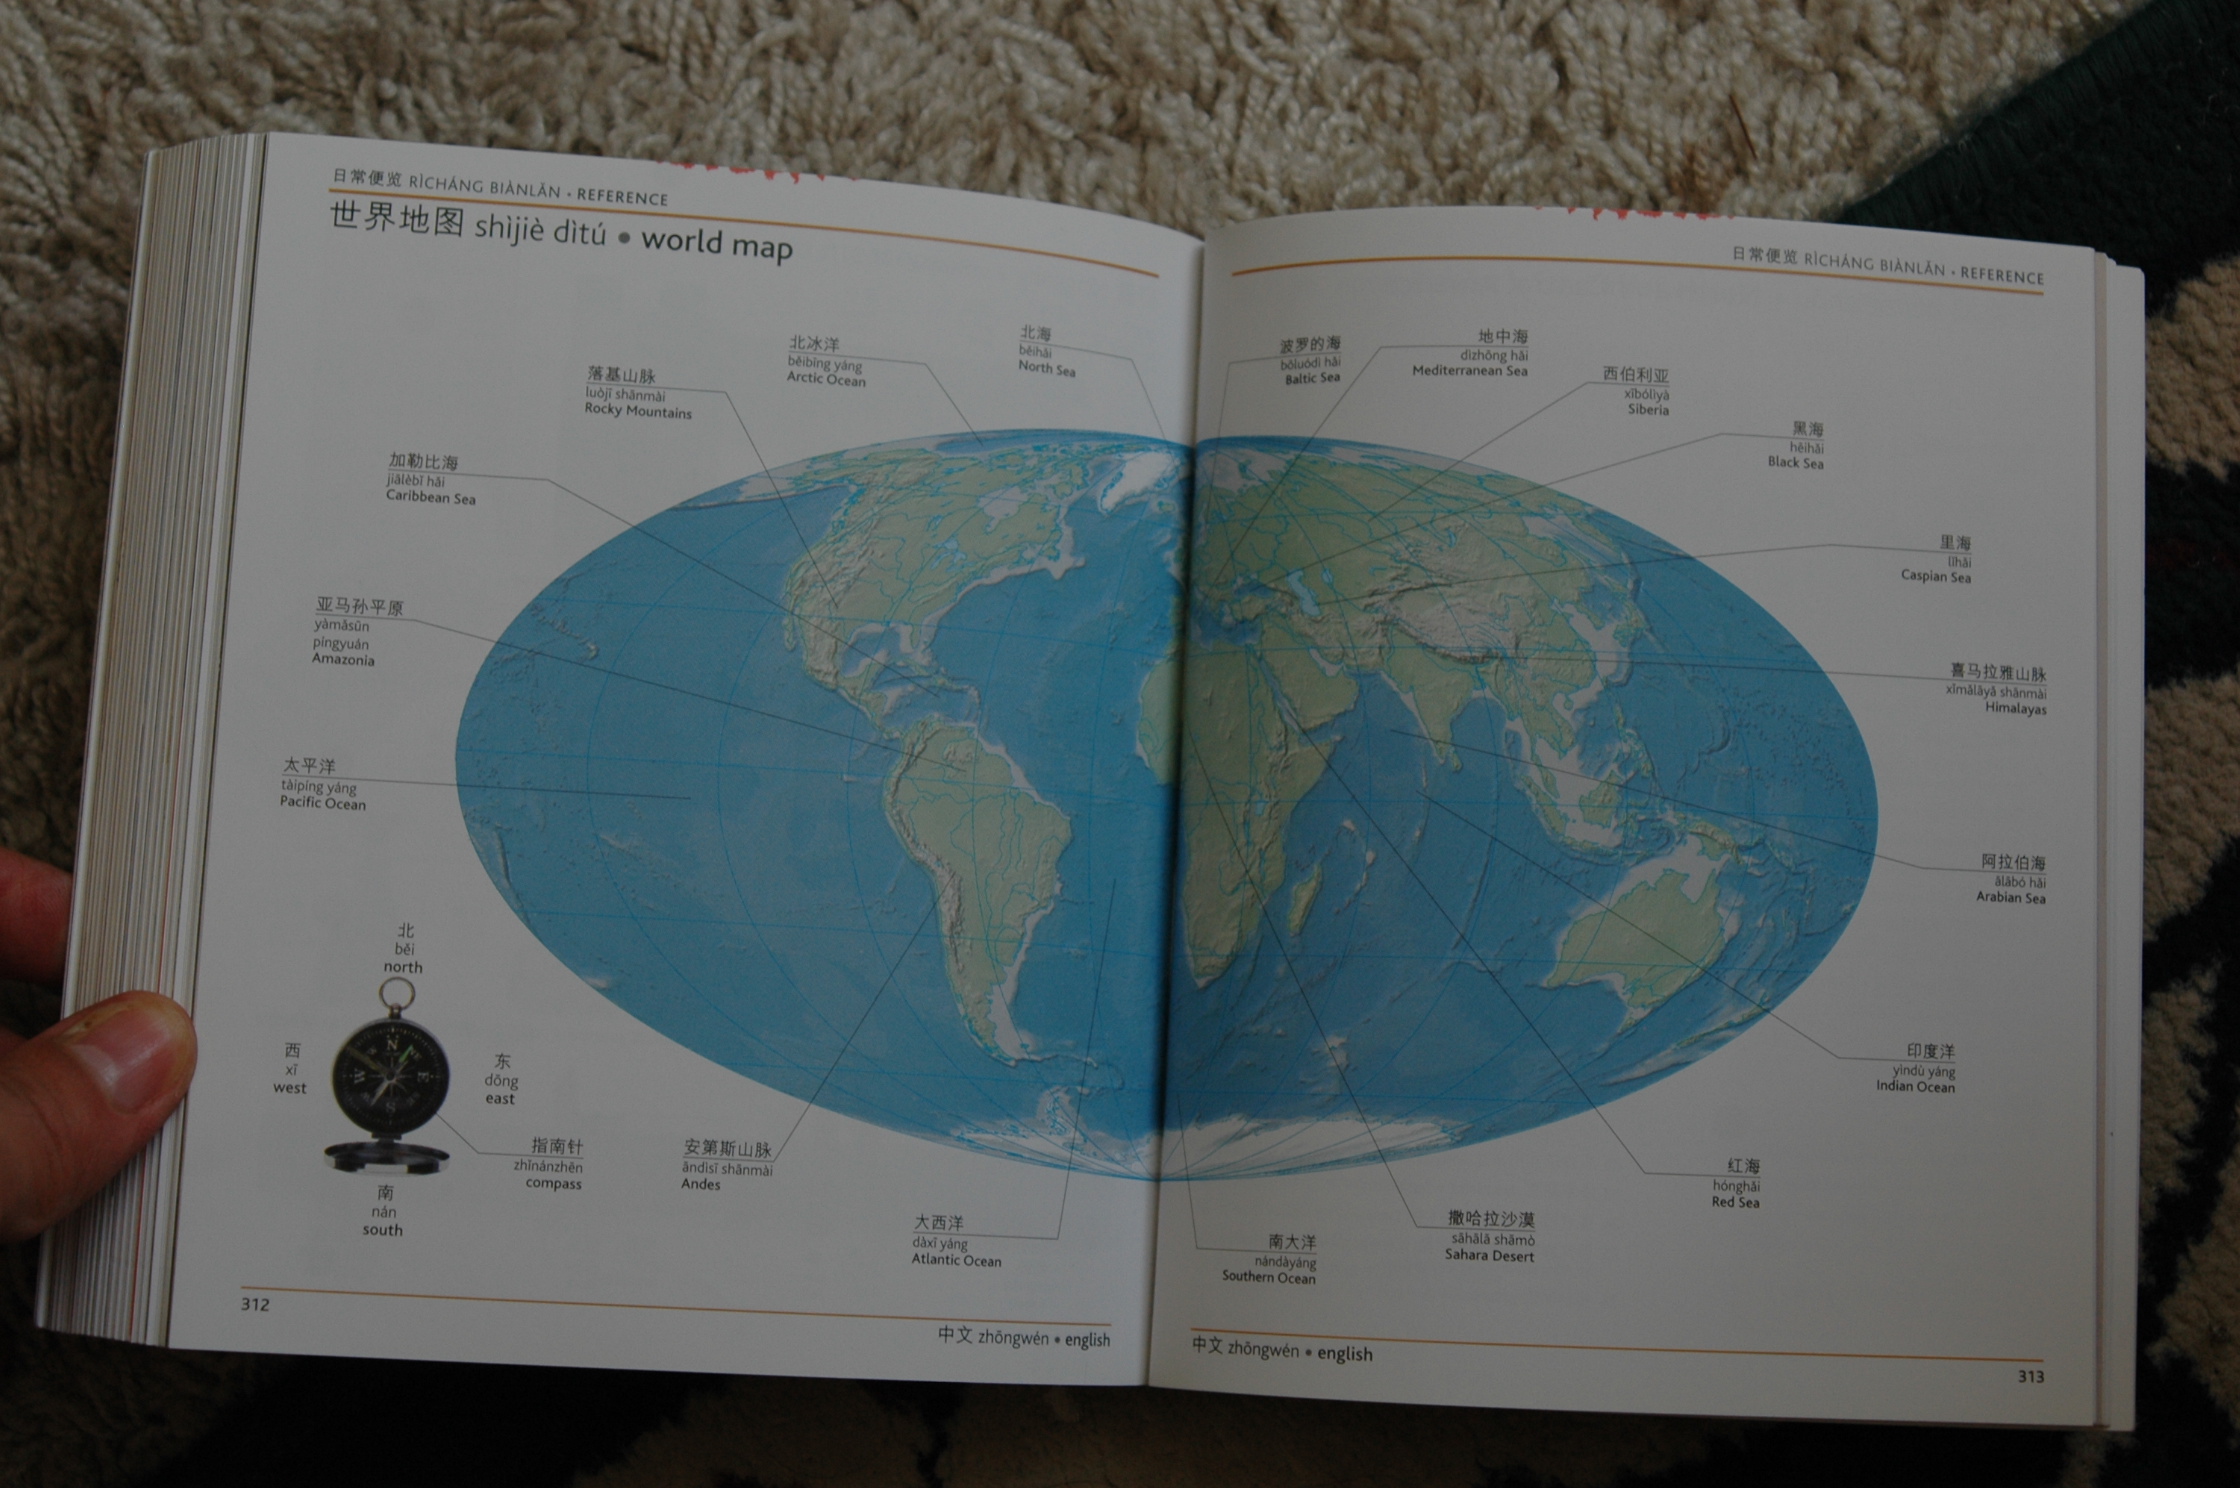 日常便览 RÌCHÁNG BIÀNLǍN • REFERENCE
世界地图 shìjiè dìtú • world map
北海
běihǎi
North Sea
北冰洋
běibīng yáng
Arctic Ocean
落基山脉
luòjī shānmài
Rocky Mountains
加勒比海
jiālèbǐ hǎi
Caribbean Sea
亚马孙平原
yàmǎsūn
píngyuán
Amazonia
太平洋
tàipíng yáng
Pacific Ocean
大西洋
dàxī yáng
Atlantic Ocean
安第斯山脉
āndìsī shānmài
Andes
北
běi
north
东
dōng
east
指南针
zhǐnánzhēn
compass
西
xī
west
南
nán
south
N
E
S
W
312
中文 zhōngwén • english
日常便览 RÌCHÁNG BIÀNLǍN • REFERENCE
波罗的海
bōluódì hǎi
Baltic Sea
地中海
dìzhōng hǎi
Mediterranean Sea
西伯利亚
xībólìyà
Siberia
黑海
hēihǎi
Black Sea
里海
lǐhǎi
Caspian Sea
喜马拉雅山脉
xǐmǎlāyǎ shānmài
Himalayas
阿拉伯海
ālābó hǎi
Arabian Sea
印度洋
yìndù yáng
Indian Ocean
红海
hónghǎi
Red Sea
撒哈拉沙漠
sāhālā shāmò
Sahara Desert
南大洋
nándàyáng
Southern Ocean
中文 zhōngwén • english
313